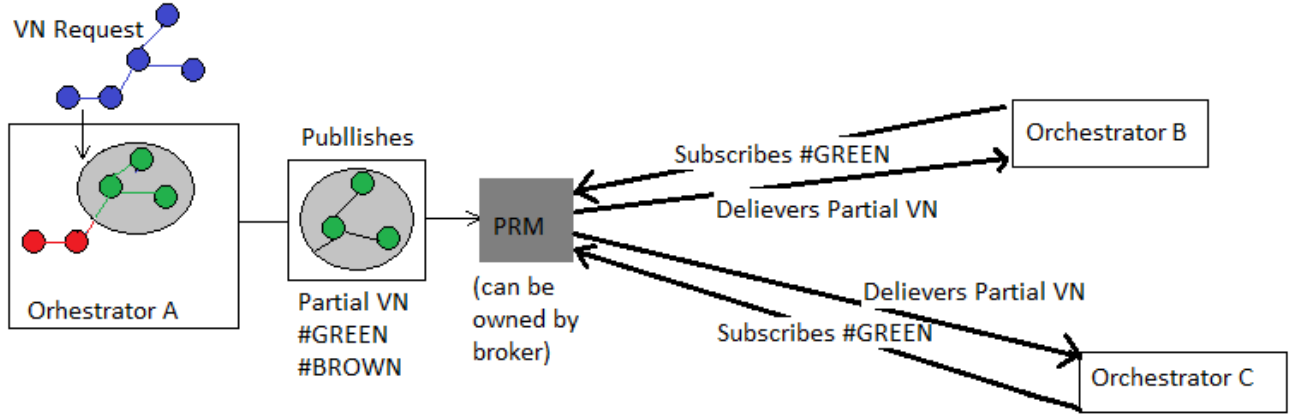 VN Request
Orhestrator A
Publlishes
Partial VN
#GREEN
#BROWN
PRM
(can be
owned by
broker)
Subscribes #GREEN
Delievers Partial VN
Orchestrator B
Delievers Partial VN
Subscribes #GREEN
Orchestrator C